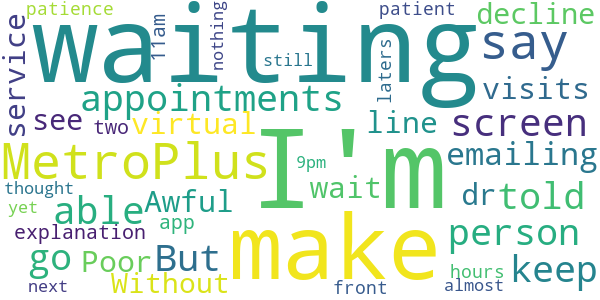 patience
waiting
patient
decline
service
11am
nothing
say
still
laters
visits
appointments
see
two
virtual
line
screen
I'm
MetroPlus
9pm
emailing
thought
wait
dr
told
yet
able
Awful
app
make
person
explanation
go
Poor
But
keep
hours
next
Without
front
almost